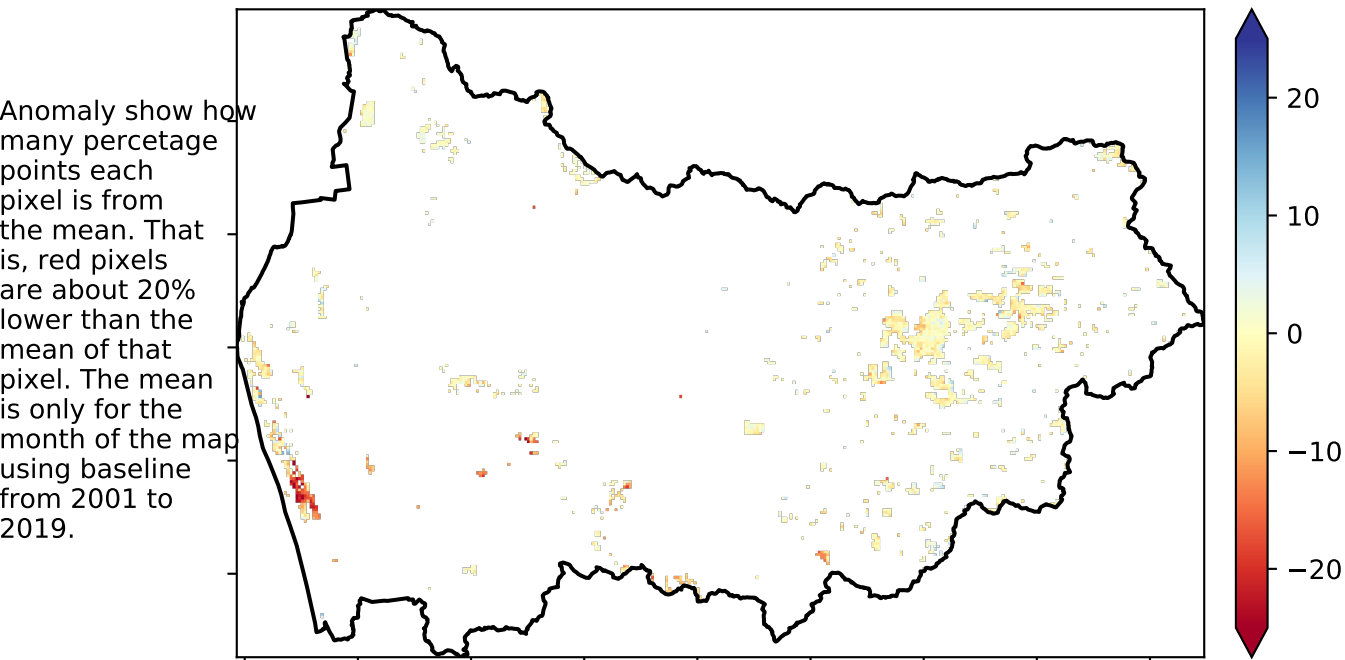 Anomaly show how
many percetage
points each
pixel is from
the mean. That
is, red pixels
are about 20%
lower than the
mean of that
pixel. The mean
is only for the
month of the map
using baseline
from 2001 to
2019.
20
10
0
−10
−20